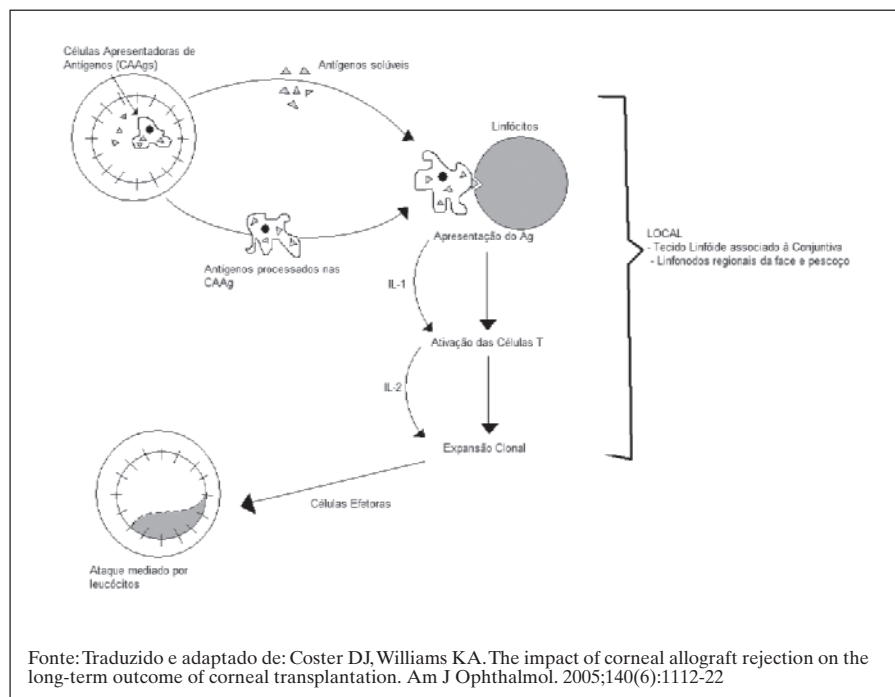 Células Apresentadoras de
Antígenos (CAAgs)
Antígenos solúveis
Linfócitos
Antígenos processados nas
CAAg
Apresentação do Ag
LOCAL
- Tecido Linfóide associado à Conjuntiva
- Linfonodos regionais da face e pescoço
IL-1
Ativação das Células T
IL-2
Expansão Clonal
Células Efetoras
Ataque mediado por
leucócitos
Fonte: Traduzido e adaptado de: Coster DJ, Williams KA. The impact of corneal allograft rejection on the
long-term outcome of corneal transplantation. Am J Ophthalmol. 2005;140(6):1112-22